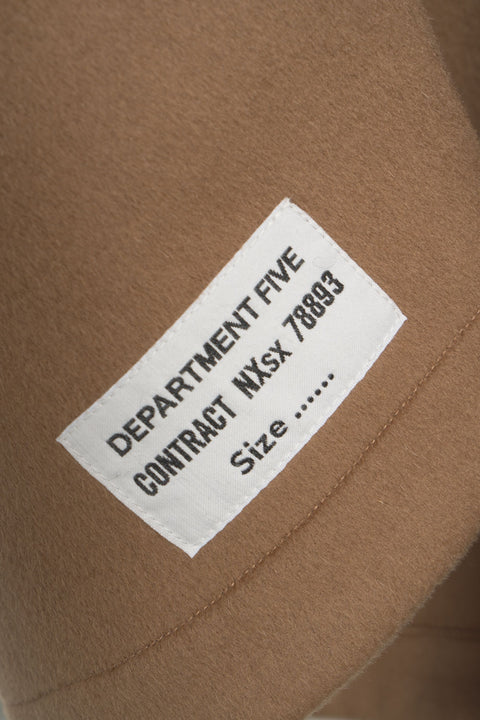 DEPARTMENT FIVE
CONTRACT NXsx 78893
Size ......